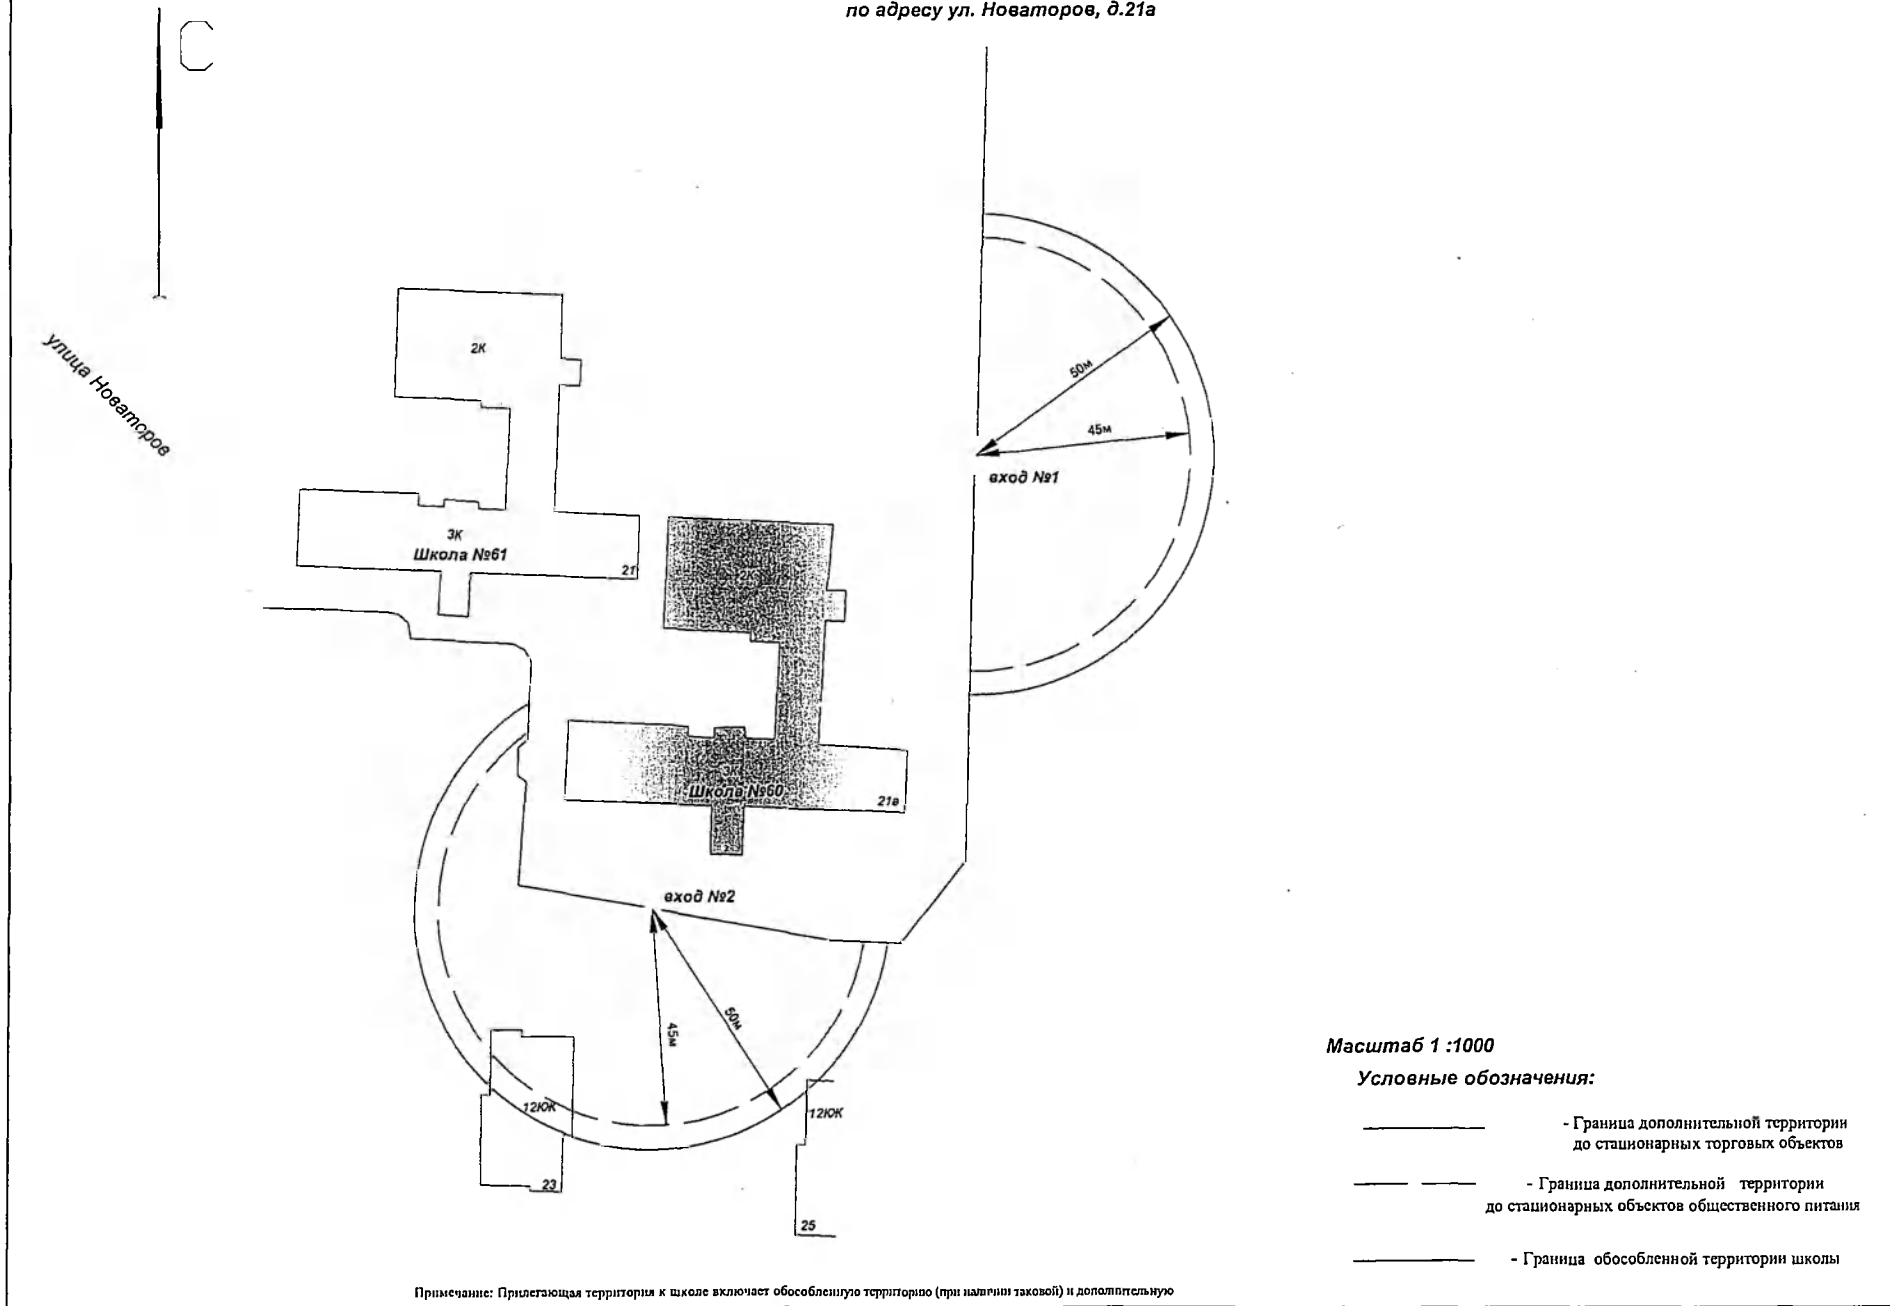 по адресу ул. Новаторов, д.21а
С
улица Новаторов
2К
50м
45м
вход №1
3К
Школа №61
21
2К
3К
Школа №60
21а
вход №2
45м
50м
12ЮК
12ЮК
23
25
Масштаб 1 :1000
Условные обозначения:
- Граница дополнительной территории
до стационарных торговых объектов
- Граница дополнительной территории
до стационарных объектов общественного питания
- Граница обособленной территории школы
Примечание: Прилегающая территория к школе включает обособленную территорию (при наличии таковой) и дополнительную